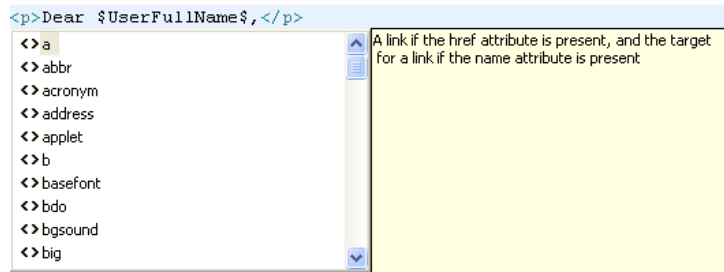 <p>Dear $UserFullName$,</p>
<> a
<> abbr
<> acronym
<> address
<> applet
<> b
<> basefont
<> bdo
<> bgsound
<> big
A link if the href attribute is present, and the target
for a link if the name attribute is present